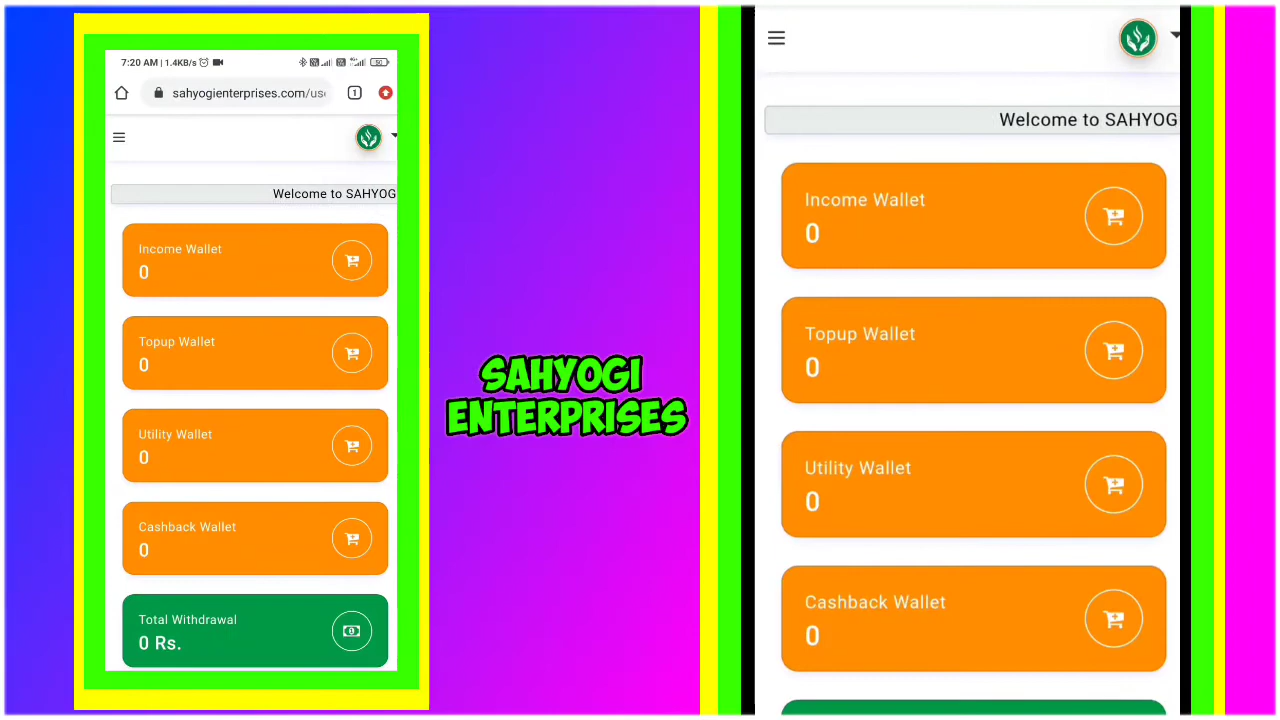 7:20 AM | 1.4KB/s
50
sahyogienterprises.com/use
1
Welcome to SAHYOG
Income Wallet
0
Topup Wallet
0
Utility Wallet
0
Cashback Wallet
0
Total Withdrawal
0 Rs.
SAHYOGI
ENTERPRISES
Welcome to SAHYOG
Income Wallet
0
Topup Wallet
0
Utility Wallet
0
Cashback Wallet
0